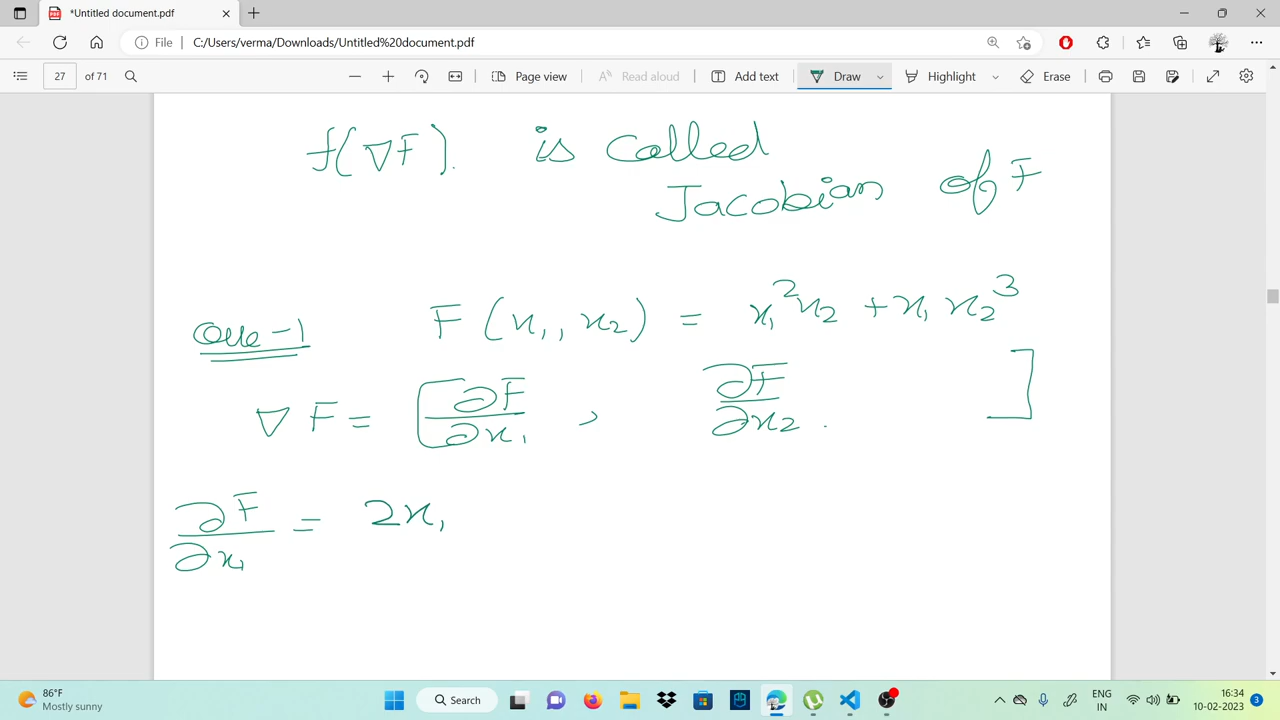 *Untitled document.pdf
File C:/Users/verma/Downloads/Untitled%20document.pdf
27 of 71 Page view Read aloud Add text Draw Highlight Erase
f(∇F). is called
Jacobian of F
Que-1 F(x₁, x₂) = x₁²x₂ + x₁x₂³
∇F = [∂F/∂x₁ , ∂F/∂x₂ . ]
∂F/∂x₁ = 2x₁
86°F
Mostly sunny
Search
ENG
IN
16:34
10-02-2023
3